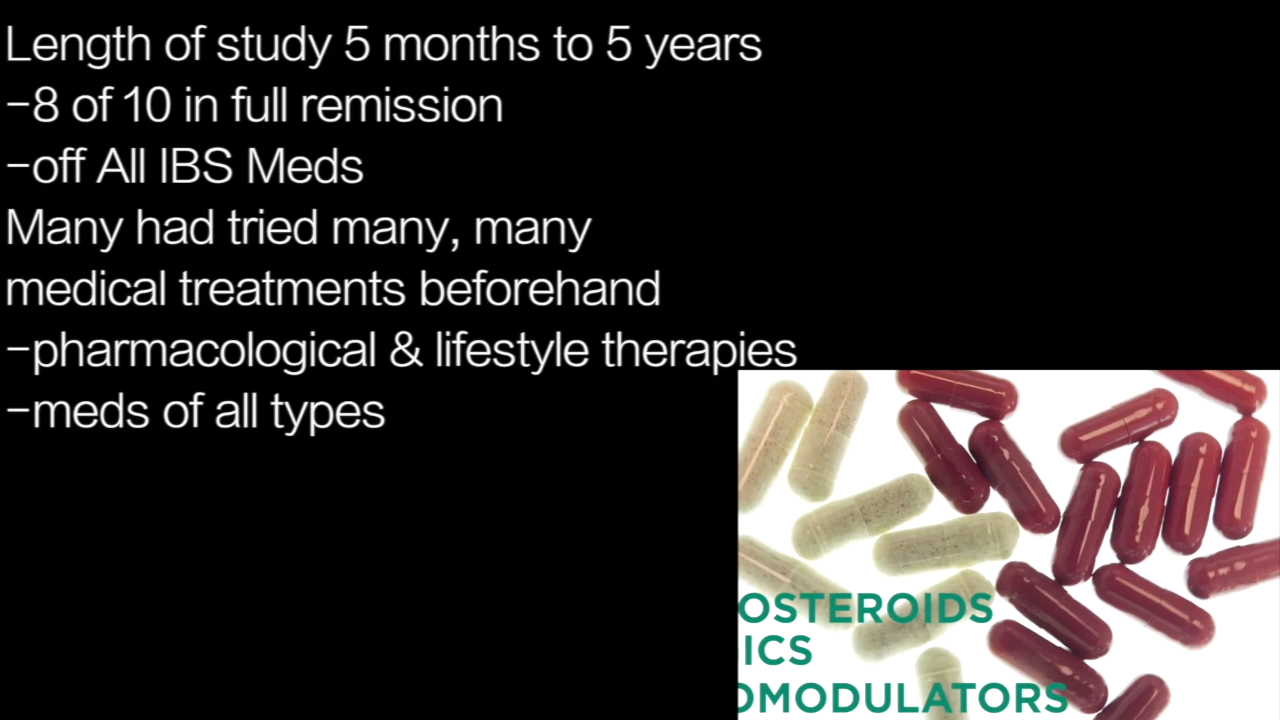 Length of study 5 months to 5 years
−8 of 10 in full remission
−off All IBS Meds
Many had tried many, many
medical treatments beforehand
−pharmacological & lifestyle therapies
−meds of all types
OSTEROIDS
ICS
OMODULATORS